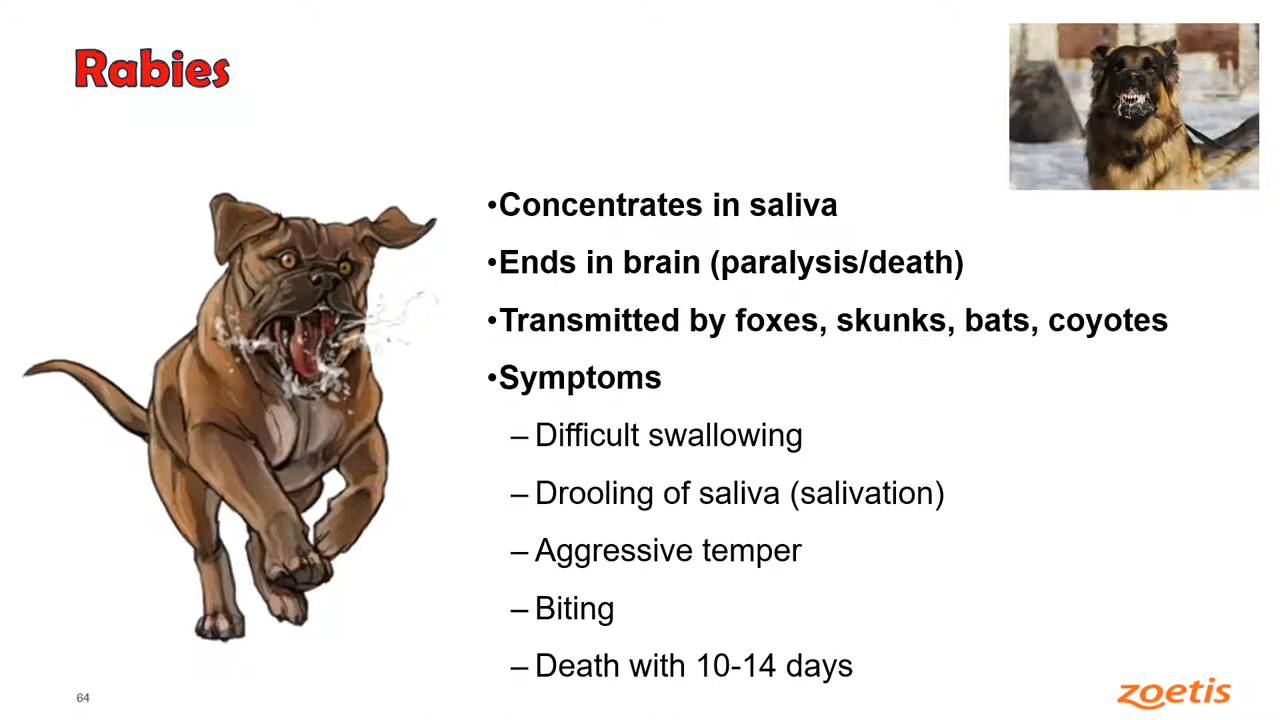 Rabies
•Concentrates in saliva
•Ends in brain (paralysis/death)
•Transmitted by foxes, skunks, bats, coyotes
•Symptoms
– Difficult swallowing
– Drooling of saliva (salivation)
– Aggressive temper
– Biting
– Death with 10-14 days
64
zoetis